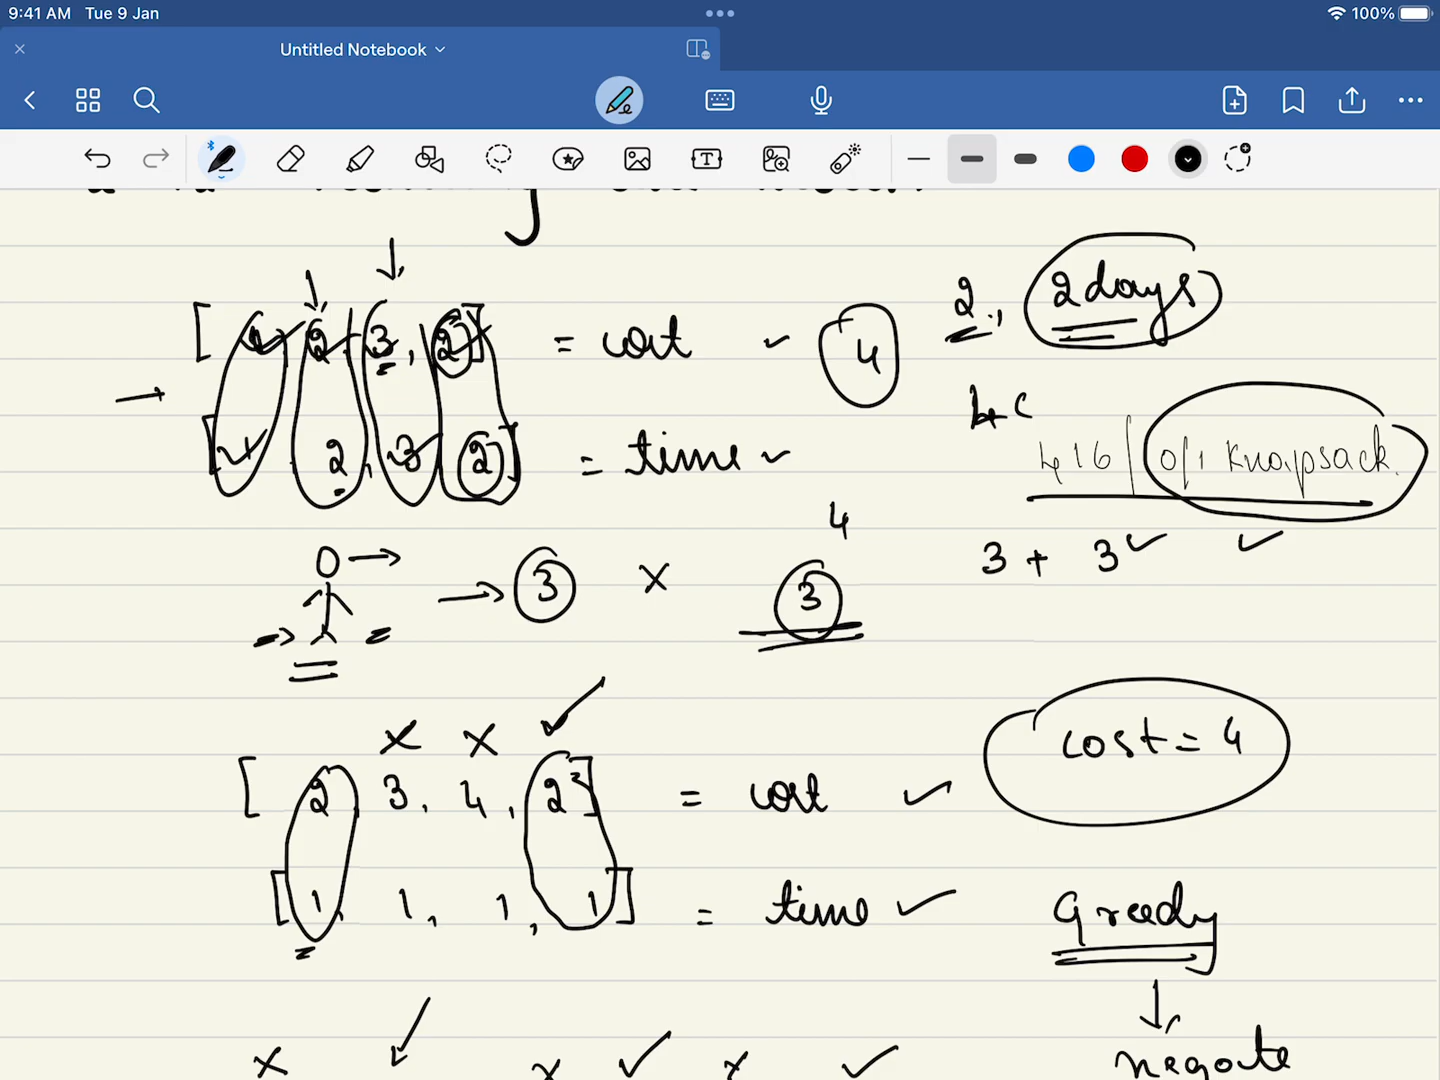 9:41 AM Tue 9 Jan
100%
Untitled Notebook
[ 2, 3, 2 ] = cost ✓ 4
2, 2 days
[ 1, 2, 3, 2 ] = time ✓
LC
416 | 0/1 Knapsack.
→ 3 x 3 4
3 + 3 ✓ ✓
x x ✓
cost = 4
[ 2 3, 4, 2 ] = cost ✓
[ 1, 1, 1, 1 ] = time ✓
Greedy
↓
negate
x ✓ x ✓ x ✓